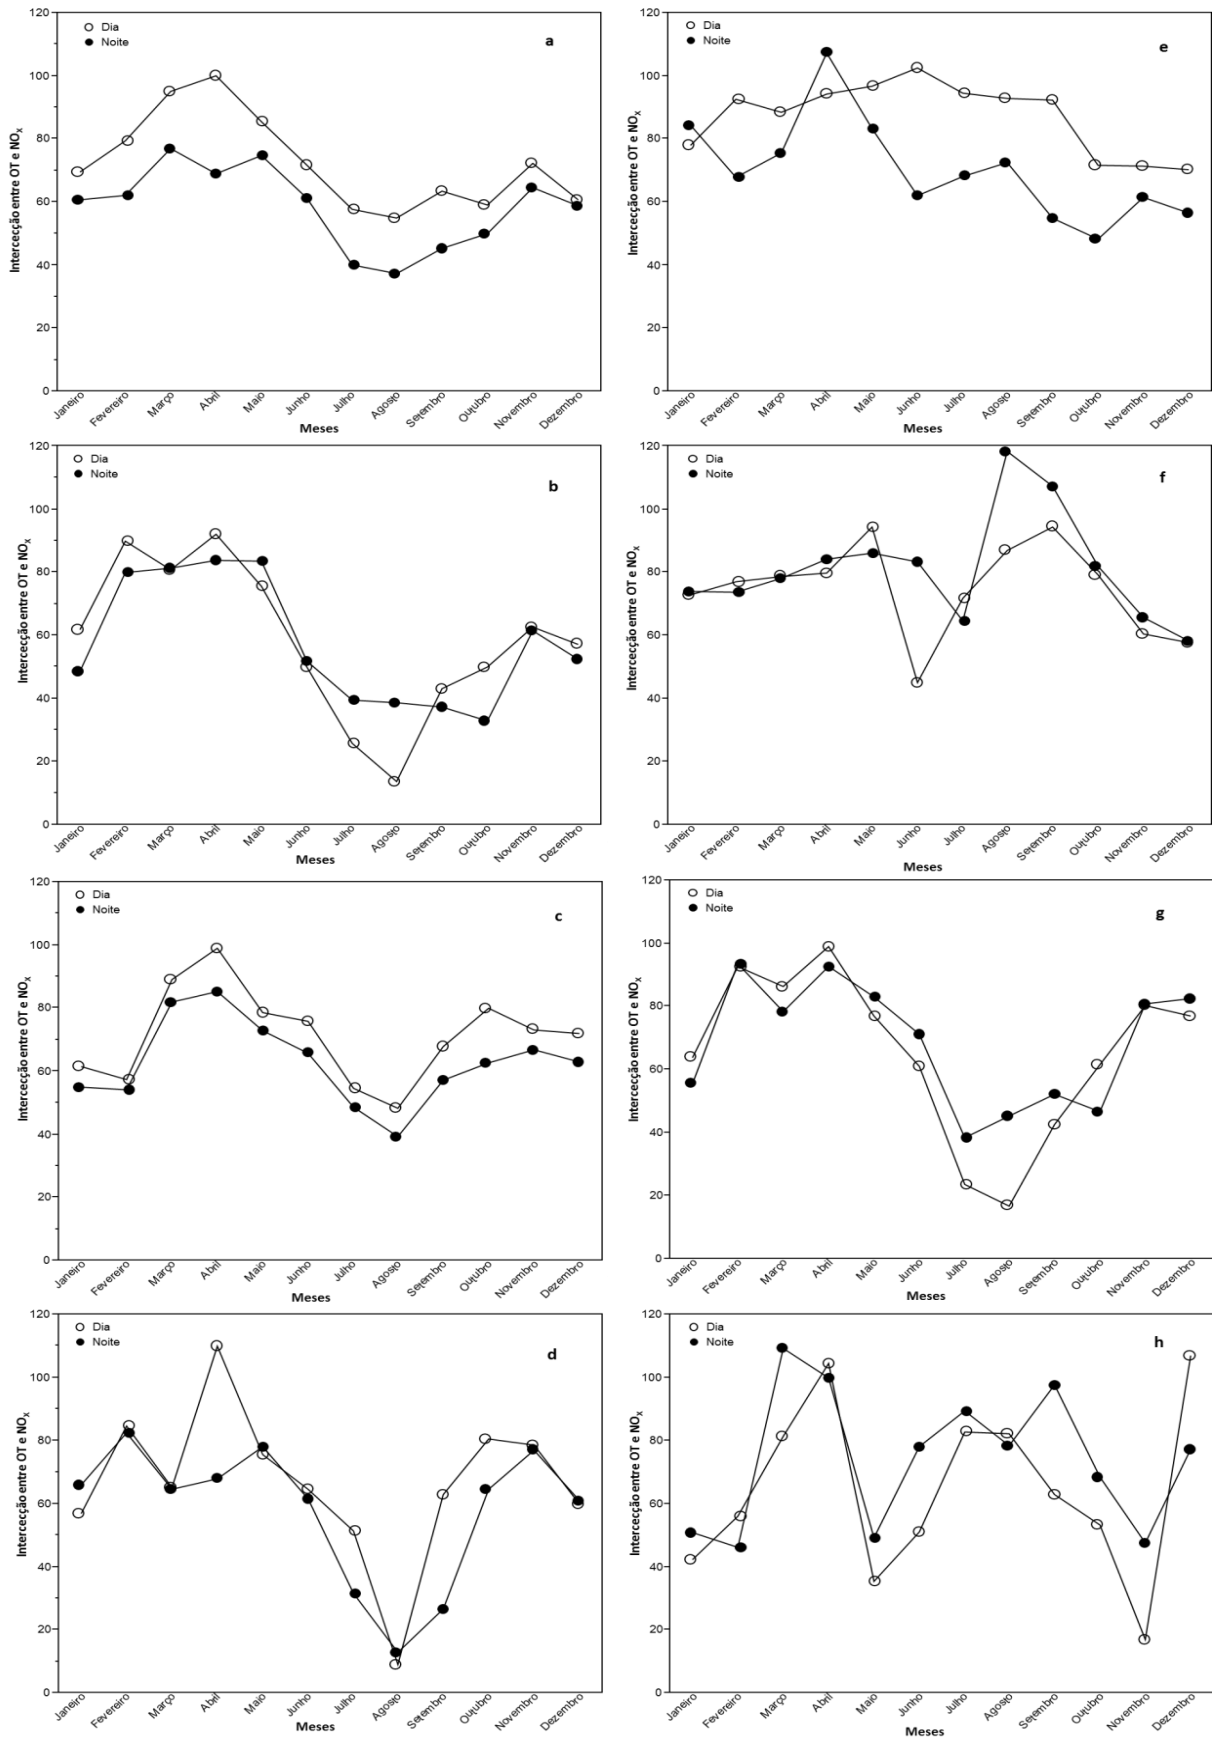 120
100
80
60
40
20
0
Intercecção entre OT e NOx
Dia
Noite
a
Janeiro
Fevereiro
Março
Abril
Maio
Junho
Julho
Agosto
Setembro
Outubro
Novembro
Dezembro
Meses
120
100
80
60
40
20
0
Intercecção entre OT e NOx
Dia
Noite
e
Janeiro
Fevereiro
Março
Abril
Maio
Junho
Julho
Agosto
Setembro
Outubro
Novembro
Dezembro
Meses
120
100
80
60
40
20
0
Intercecção entre OT e NOx
Dia
Noite
b
Janeiro
Fevereiro
Março
Abril
Maio
Junho
Julho
Agosto
Setembro
Outubro
Novembro
Dezembro
Meses
120
100
80
60
40
20
0
Intercecção entre OT e NOx
Dia
Noite
f
Janeiro
Fevereiro
Março
Abril
Maio
Junho
Julho
Agosto
Setembro
Outubro
Novembro
Dezembro
Meses
120
100
80
60
40
20
0
Intercecção entre OT e NOx
Dia
Noite
c
Janeiro
Fevereiro
Março
Abril
Maio
Junho
Julho
Agosto
Setembro
Outubro
Novembro
Dezembro
Meses
120
100
80
60
40
20
0
Intercecção entre OT e NOx
Dia
Noite
g
Janeiro
Fevereiro
Março
Abril
Maio
Junho
Julho
Agosto
Setembro
Outubro
Novembro
Dezembro
Meses
120
100
80
60
40
20
0
Intercecção entre OT e NOx
Dia
Noite
d
Janeiro
Fevereiro
Março
Abril
Maio
Junho
Julho
Agosto
Setembro
Outubro
Novembro
Dezembro
Meses
120
100
80
60
40
20
0
Intercecção entre OT e NOx
Dia
Noite
h
Janeiro
Fevereiro
Março
Abril
Maio
Junho
Julho
Agosto
Setembro
Outubro
Novembro
Dezembro
Meses